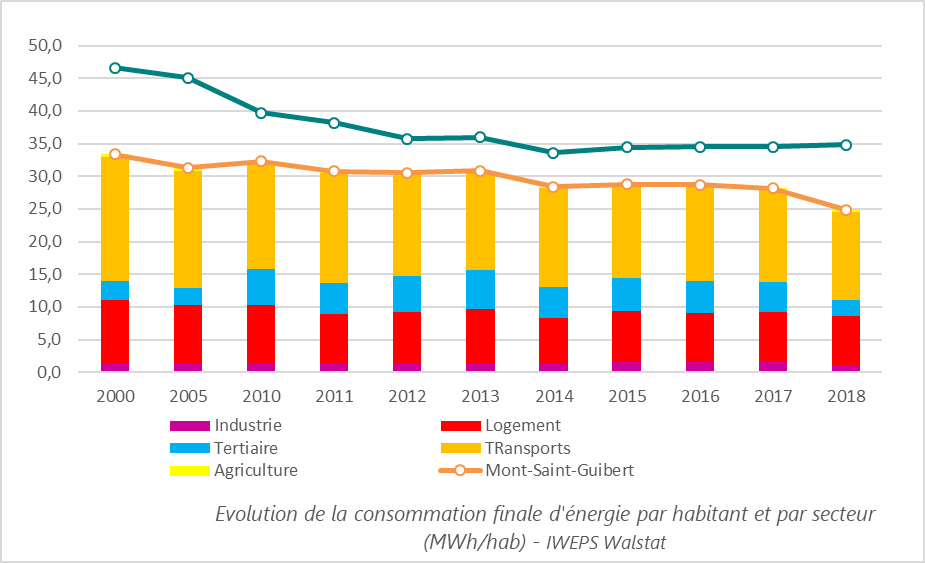 50,0
45,0
40,0
35,0
30,0
25,0
20,0
15,0
10,0
5,0
0,0
2000 2005 2010 2011 2012 2013 2014 2015 2016 2017 2018
Industrie Logement
Tertiaire TRansports
Agriculture Mont-Saint-Guibert
Evolution de la consommation finale d'énergie par habitant et par secteur
(MWh/hab) - IWEPS Walstat